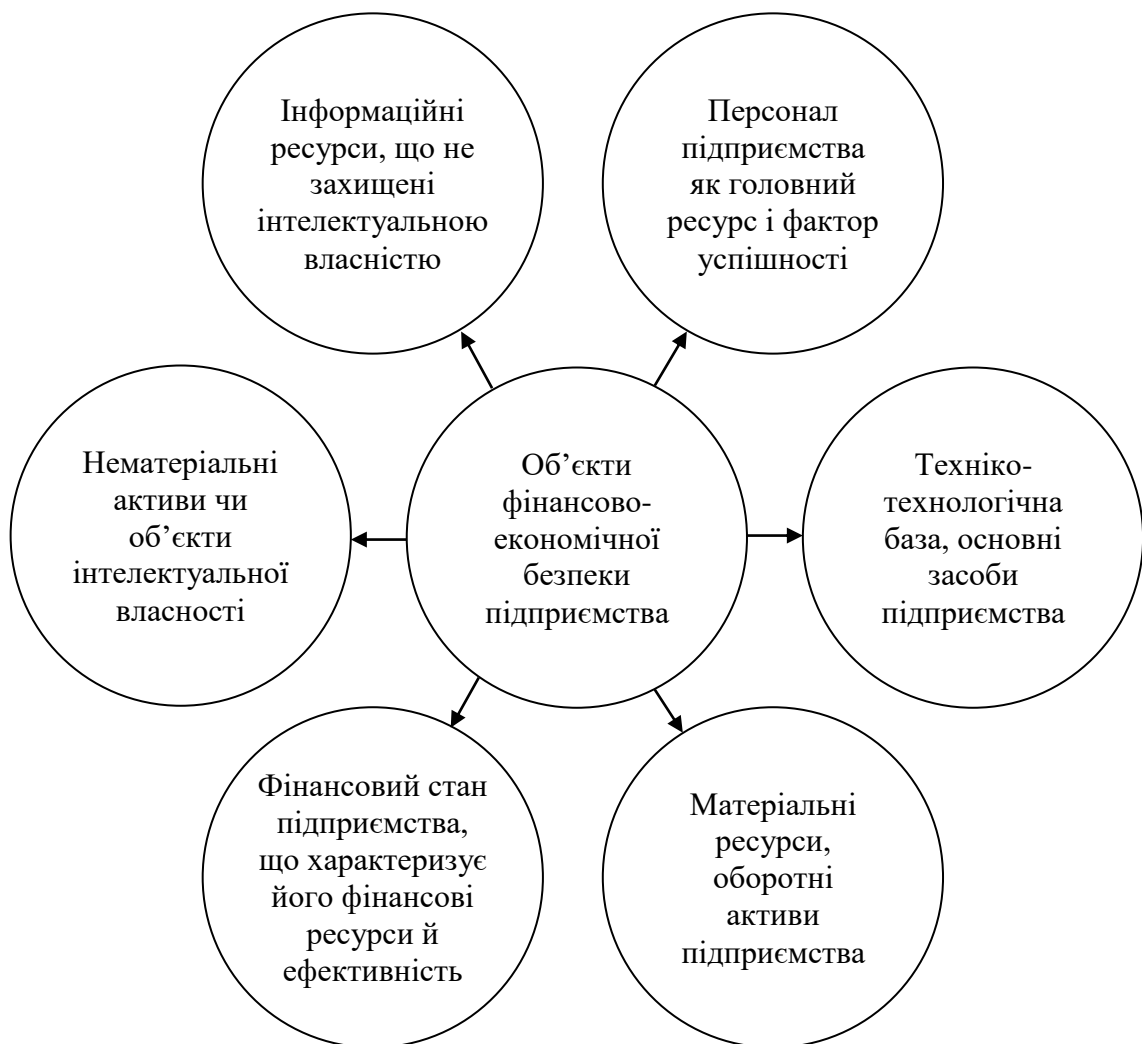 Інформаційні
ресурси, що не
захищені
інтелектуальною
власністю
Персонал
підприємства
як головний
ресурс і фактор
успішності
Нематеріальні
активи чи
об’єкти
інтелектуальної
власності
Об’єкти
фінансово-
економічної
безпеки
підприємства
Техніко-
технологічна
база, основні
засоби
підприємства
Фінансовий стан
підприємства,
що характеризує
його фінансові
ресурси й
ефективність
Матеріальні
ресурси,
оборотні
активи
підприємства